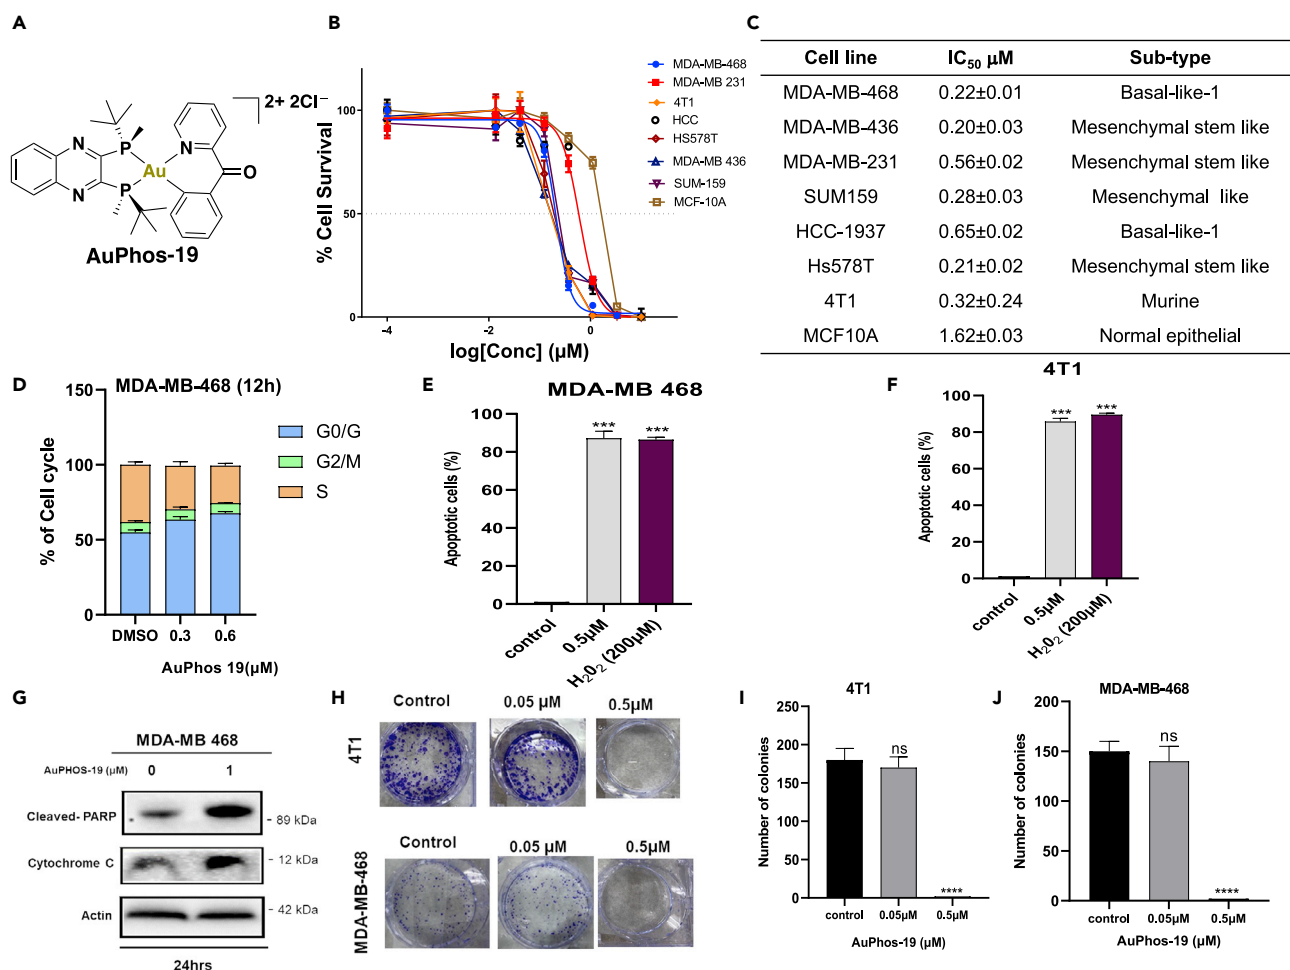 A
2+ 2Cl⁻
P
N
Au
N
N
P
O
AuPhos-19
B
% Cell Survival
100
50
0
-4
-2
0
log[Conc] (µM)
MDA-MB-468
MDA-MB 231
4T1
HCC
HS578T
MDA-MB 436
SUM-159
MCF-10A
C
Cell line IC₅₀ µM Sub-type
MDA-MB-468 0.22±0.01 Basal-like-1
MDA-MB-436 0.20±0.03 Mesenchymal stem like
MDA-MB-231 0.56±0.02 Mesenchymal stem like
SUM159 0.28±0.03 Mesenchymal like
HCC-1937 0.65±0.02 Basal-like-1
Hs578T 0.21±0.02 Mesenchymal stem like
4T1 0.32±0.24 Murine
MCF10A 1.62±0.03 Normal epithelial
D
MDA-MB-468 (12h)
% of Cell cycle
150
100
50
0
DMSO 0.3 0.6
AuPhos 19(µM)
G0/G
G2/M
S
E
MDA-MB 468
Apoptotic cells (%)
100
80
60
40
20
0
*** ***
control
0.5µM
H₂0₂ (200µM)
F
4T1
Apoptotic cells (%)
100
80
60
40
20
0
*** ***
control
0.5µM
H₂0₂ (200µM)
G
MDA-MB 468
AuPHOS-19 (µM) 0 1
Cleaved- PARP - 89 kDa
Cytochrome C - 12 kDa
Actin - 42 kDa
24hrs
H
Control 0.05 µM 0.5µM
4T1
Control 0.05 µM 0.5µM
MDA-MB-468
I
4T1
Number of colonies
250
200
150
100
50
0
ns
****
control 0.05µM 0.5µM
AuPhos-19 (µM)
J
MDA-MB-468
Number of colonies
200
150
100
50
0
ns
****
control 0.05µM 0.5µM
AuPhos-19 (µM)